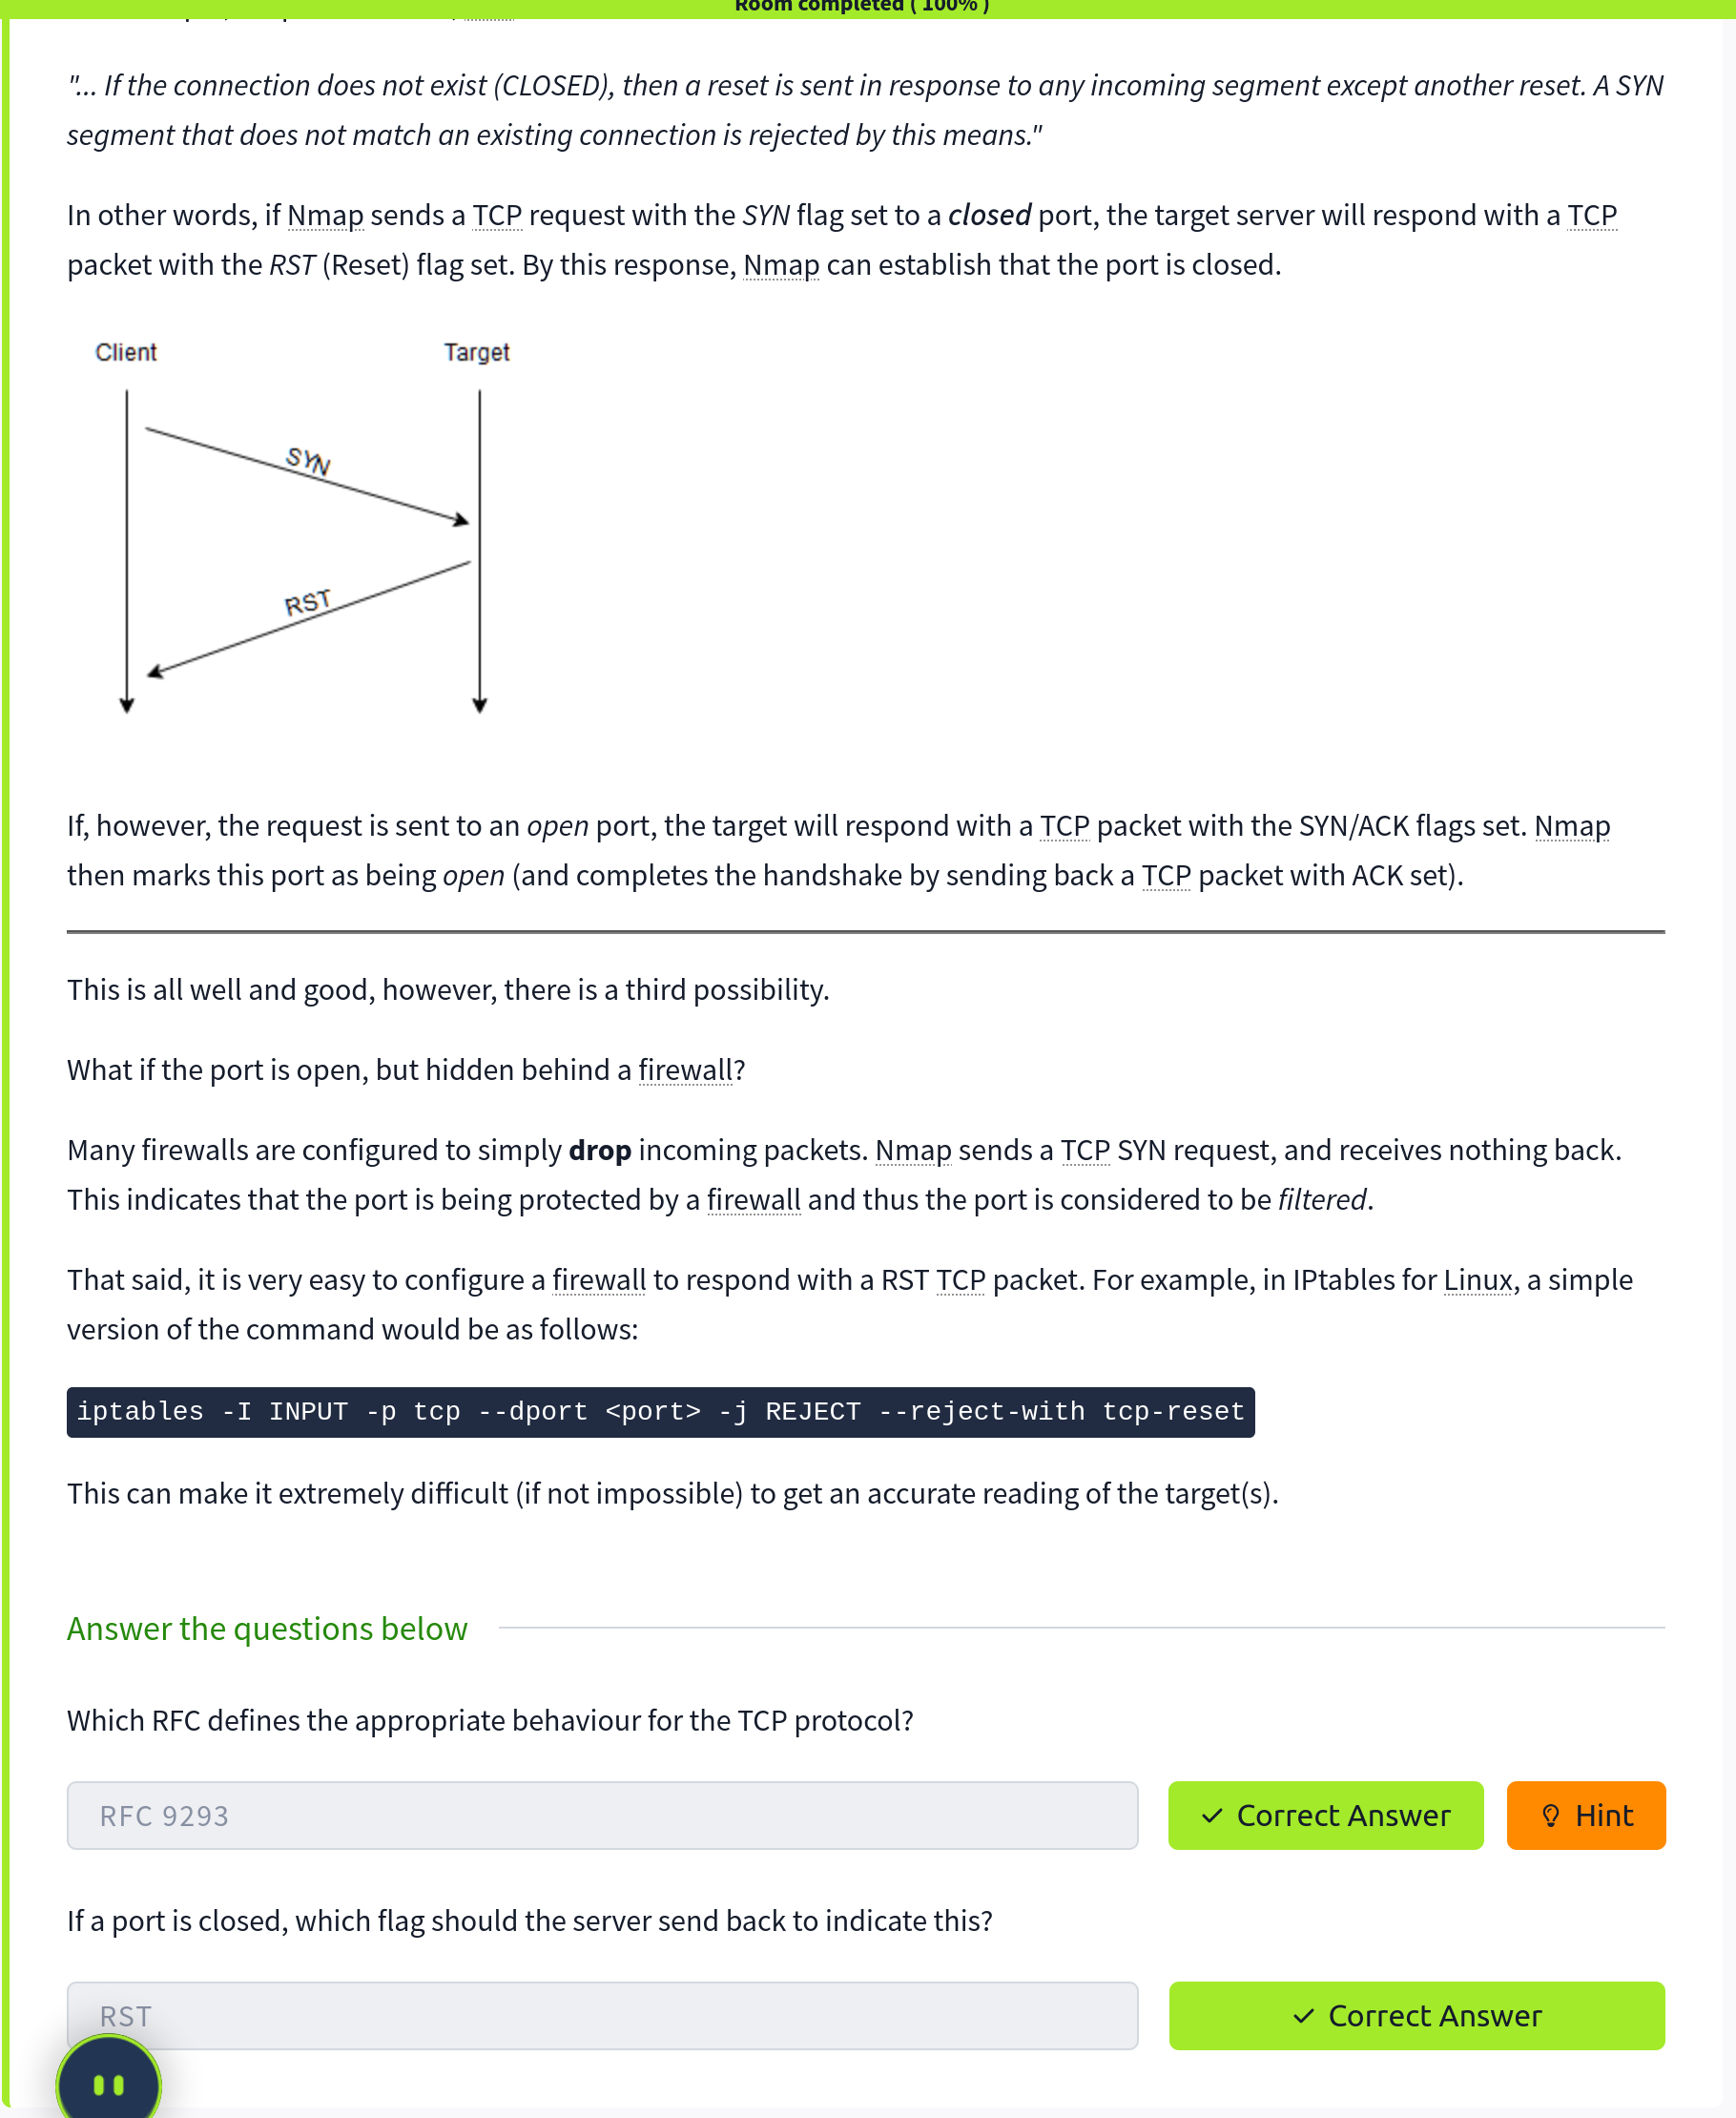 Room completed ( 100% )
"... If the connection does not exist (CLOSED), then a reset is sent in response to any incoming segment except another reset. A SYN
segment that does not match an existing connection is rejected by this means."
In other words, if Nmap sends a TCP request with the SYN flag set to a closed port, the target server will respond with a TCP
packet with the RST (Reset) flag set. By this response, Nmap can establish that the port is closed.
Client Target
SYN
RST
If, however, the request is sent to an open port, the target will respond with a TCP packet with the SYN/ACK flags set. Nmap
then marks this port as being open (and completes the handshake by sending back a TCP packet with ACK set).
This is all well and good, however, there is a third possibility.
What if the port is open, but hidden behind a firewall?
Many firewalls are configured to simply drop incoming packets. Nmap sends a TCP SYN request, and receives nothing back.
This indicates that the port is being protected by a firewall and thus the port is considered to be filtered.
That said, it is very easy to configure a firewall to respond with a RST TCP packet. For example, in IPtables for Linux, a simple
version of the command would be as follows:
iptables -I INPUT -p tcp --dport <port> -j REJECT --reject-with tcp-reset
This can make it extremely difficult (if not impossible) to get an accurate reading of the target(s).
Answer the questions below
Which RFC defines the appropriate behaviour for the TCP protocol?
RFC 9293 Correct Answer Hint
If a port is closed, which flag should the server send back to indicate this?
RST Correct Answer